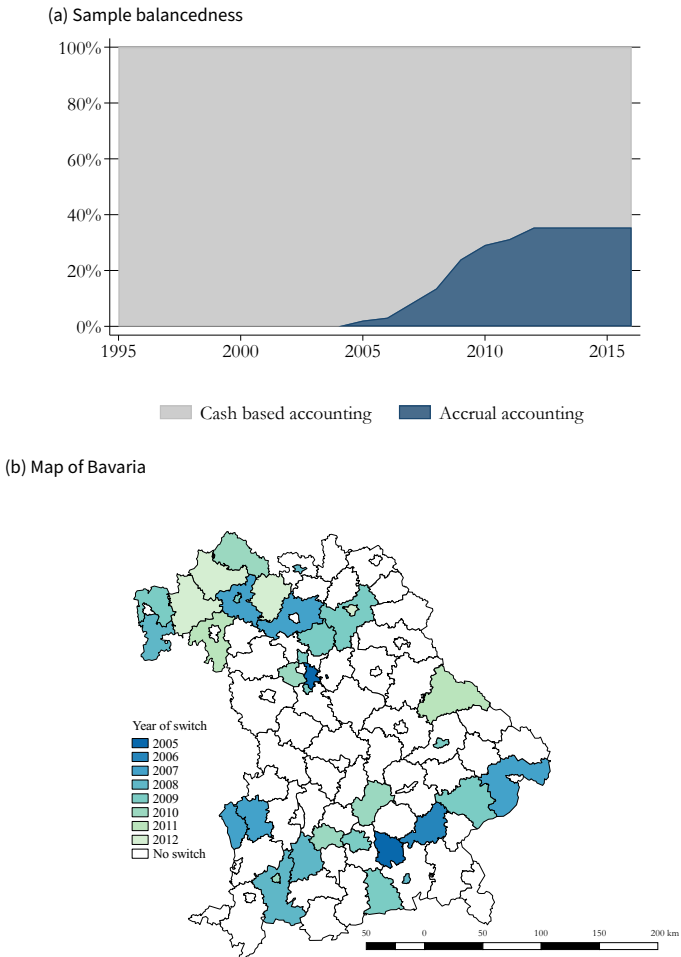 (a) Sample balancedness
100%
80%
60%
40%
20%
0%
1995 2000 2005 2010 2015
Cash based accounting Accrual accounting
(b) Map of Bavaria
Year of switch
2005
2006
2007
2008
2009
2010
2011
2012
No switch
50 0 50 100 150 200 km